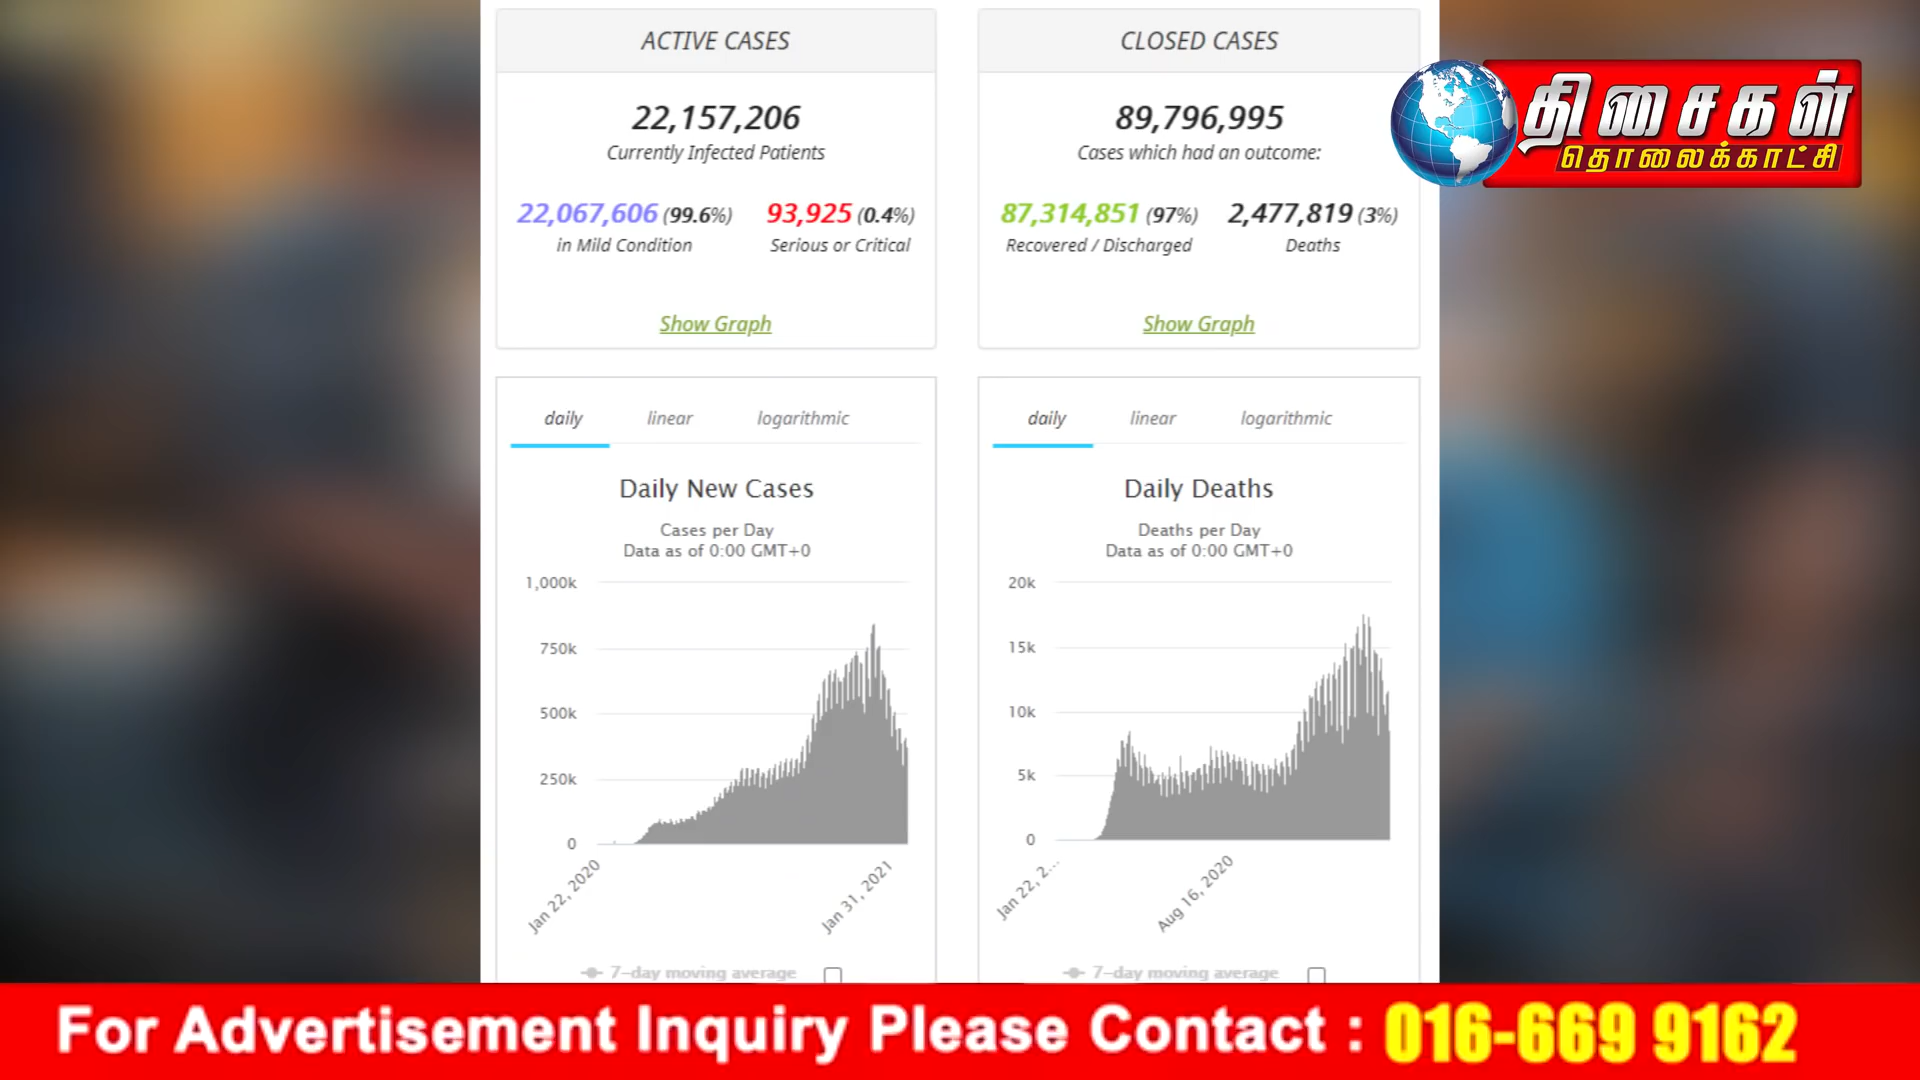 ACTIVE CASES
22,157,206
Currently Infected Patients
22,067,606 (99.6%)
in Mild Condition
93,925 (0.4%)
Serious or Critical
Show Graph
CLOSED CASES
89,796,995
Cases which had an outcome:
87,314,851 (97%)
Recovered / Discharged
2,477,819 (3%)
Deaths
Show Graph
திசைகள்
தொலைக்காட்சி
daily linear logarithmic
Daily New Cases
Cases per Day
Data as of 0:00 GMT+0
1,000k
750k
500k
250k
0
Jan 22, 2020
Jan 31, 2021
7-day moving average
daily linear logarithmic
Daily Deaths
Deaths per Day
Data as of 0:00 GMT+0
20k
15k
10k
5k
0
Jan 22, 2...
Aug 16, 2020
7-day moving average
For Advertisement Inquiry Please Contact : 016-669 9162